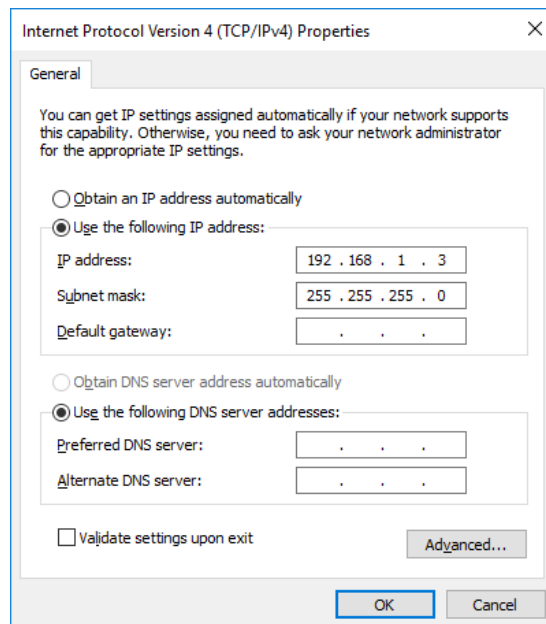 Internet Protocol Version 4 (TCP/IPv4) Properties
General
You can get IP settings assigned automatically if your network supports
this capability. Otherwise, you need to ask your network administrator
for the appropriate IP settings.
Obtain an IP address automatically
Use the following IP address:
IP address: 192 . 168 . 1 . 3
Subnet mask: 255 . 255 . 255 . 0
Default gateway: . . .
Obtain DNS server address automatically
Use the following DNS server addresses:
Preferred DNS server: . . .
Alternate DNS server: . . .
Validate settings upon exit
Advanced...
OK Cancel